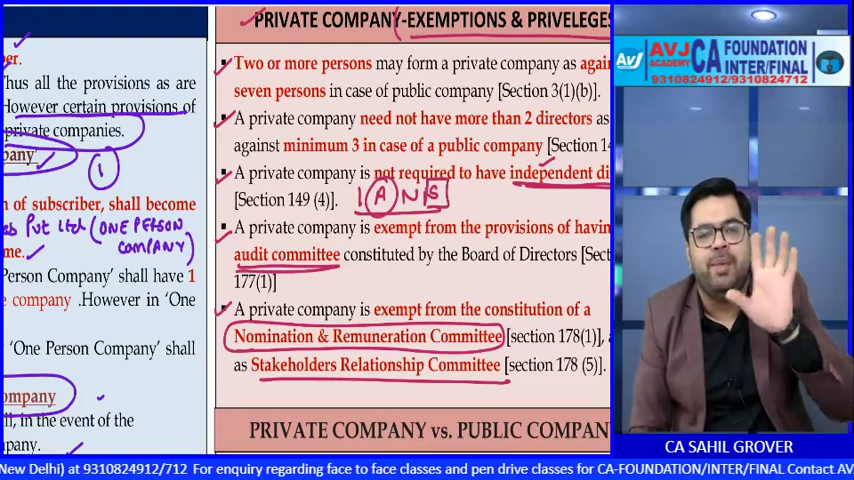 per.
Thus all the provisions as are
However certain provisions of
private companies.
pany'
1
n of subscriber, shall become
Pvt Ltd (ONE PERSON
COMPANY)
me.
Person Company' shall have 1
e company .However in 'One
'One Person Company' shall
ompany
ll, in the event of the
pany.
PRIVATE COMPANY-EXEMPTIONS & PRIVELEGES
Two or more persons may form a private company as again
seven persons in case of public company [Section 3(1)(b)].
A private company need not have more than 2 directors as
against minimum 3 in case of a public company [Section 14
A private company is not required to have independent di
[Section 149 (4)].
I A N S
A private company is exempt from the provisions of having
audit committee constituted by the Board of Directors [Sect
177(1)]
A private company is exempt from the constitution of a
Nomination & Remuneration Committee [section 178(1)], a
as Stakeholders Relationship Committee [section 178 (5)].
PRIVATE COMPANY vs. PUBLIC COMPAN
AVJ
AVJ
ACADEMY
CA FOUNDATION
INTER/FINAL
9310824912/9310824712
CA SAHIL GROVER
New Delhi) at 9310824912/712 For enquiry regarding face to face classes and pen drive classes for CA-FOUNDATION/INTER/FINAL Contact AV